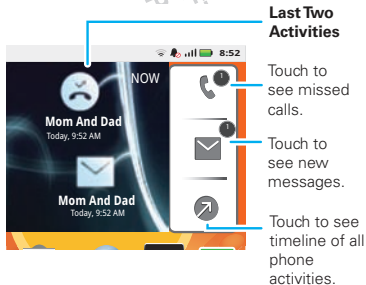 Last Two
Activities
8:52
NOW
1
Touch to
see missed
calls.
Mom And Dad
Today, 9:52 AM
1
Touch to
see new
messages.
Mom And Dad
Today, 9:52 AM
Touch to see
timeline of all
phone
activities.